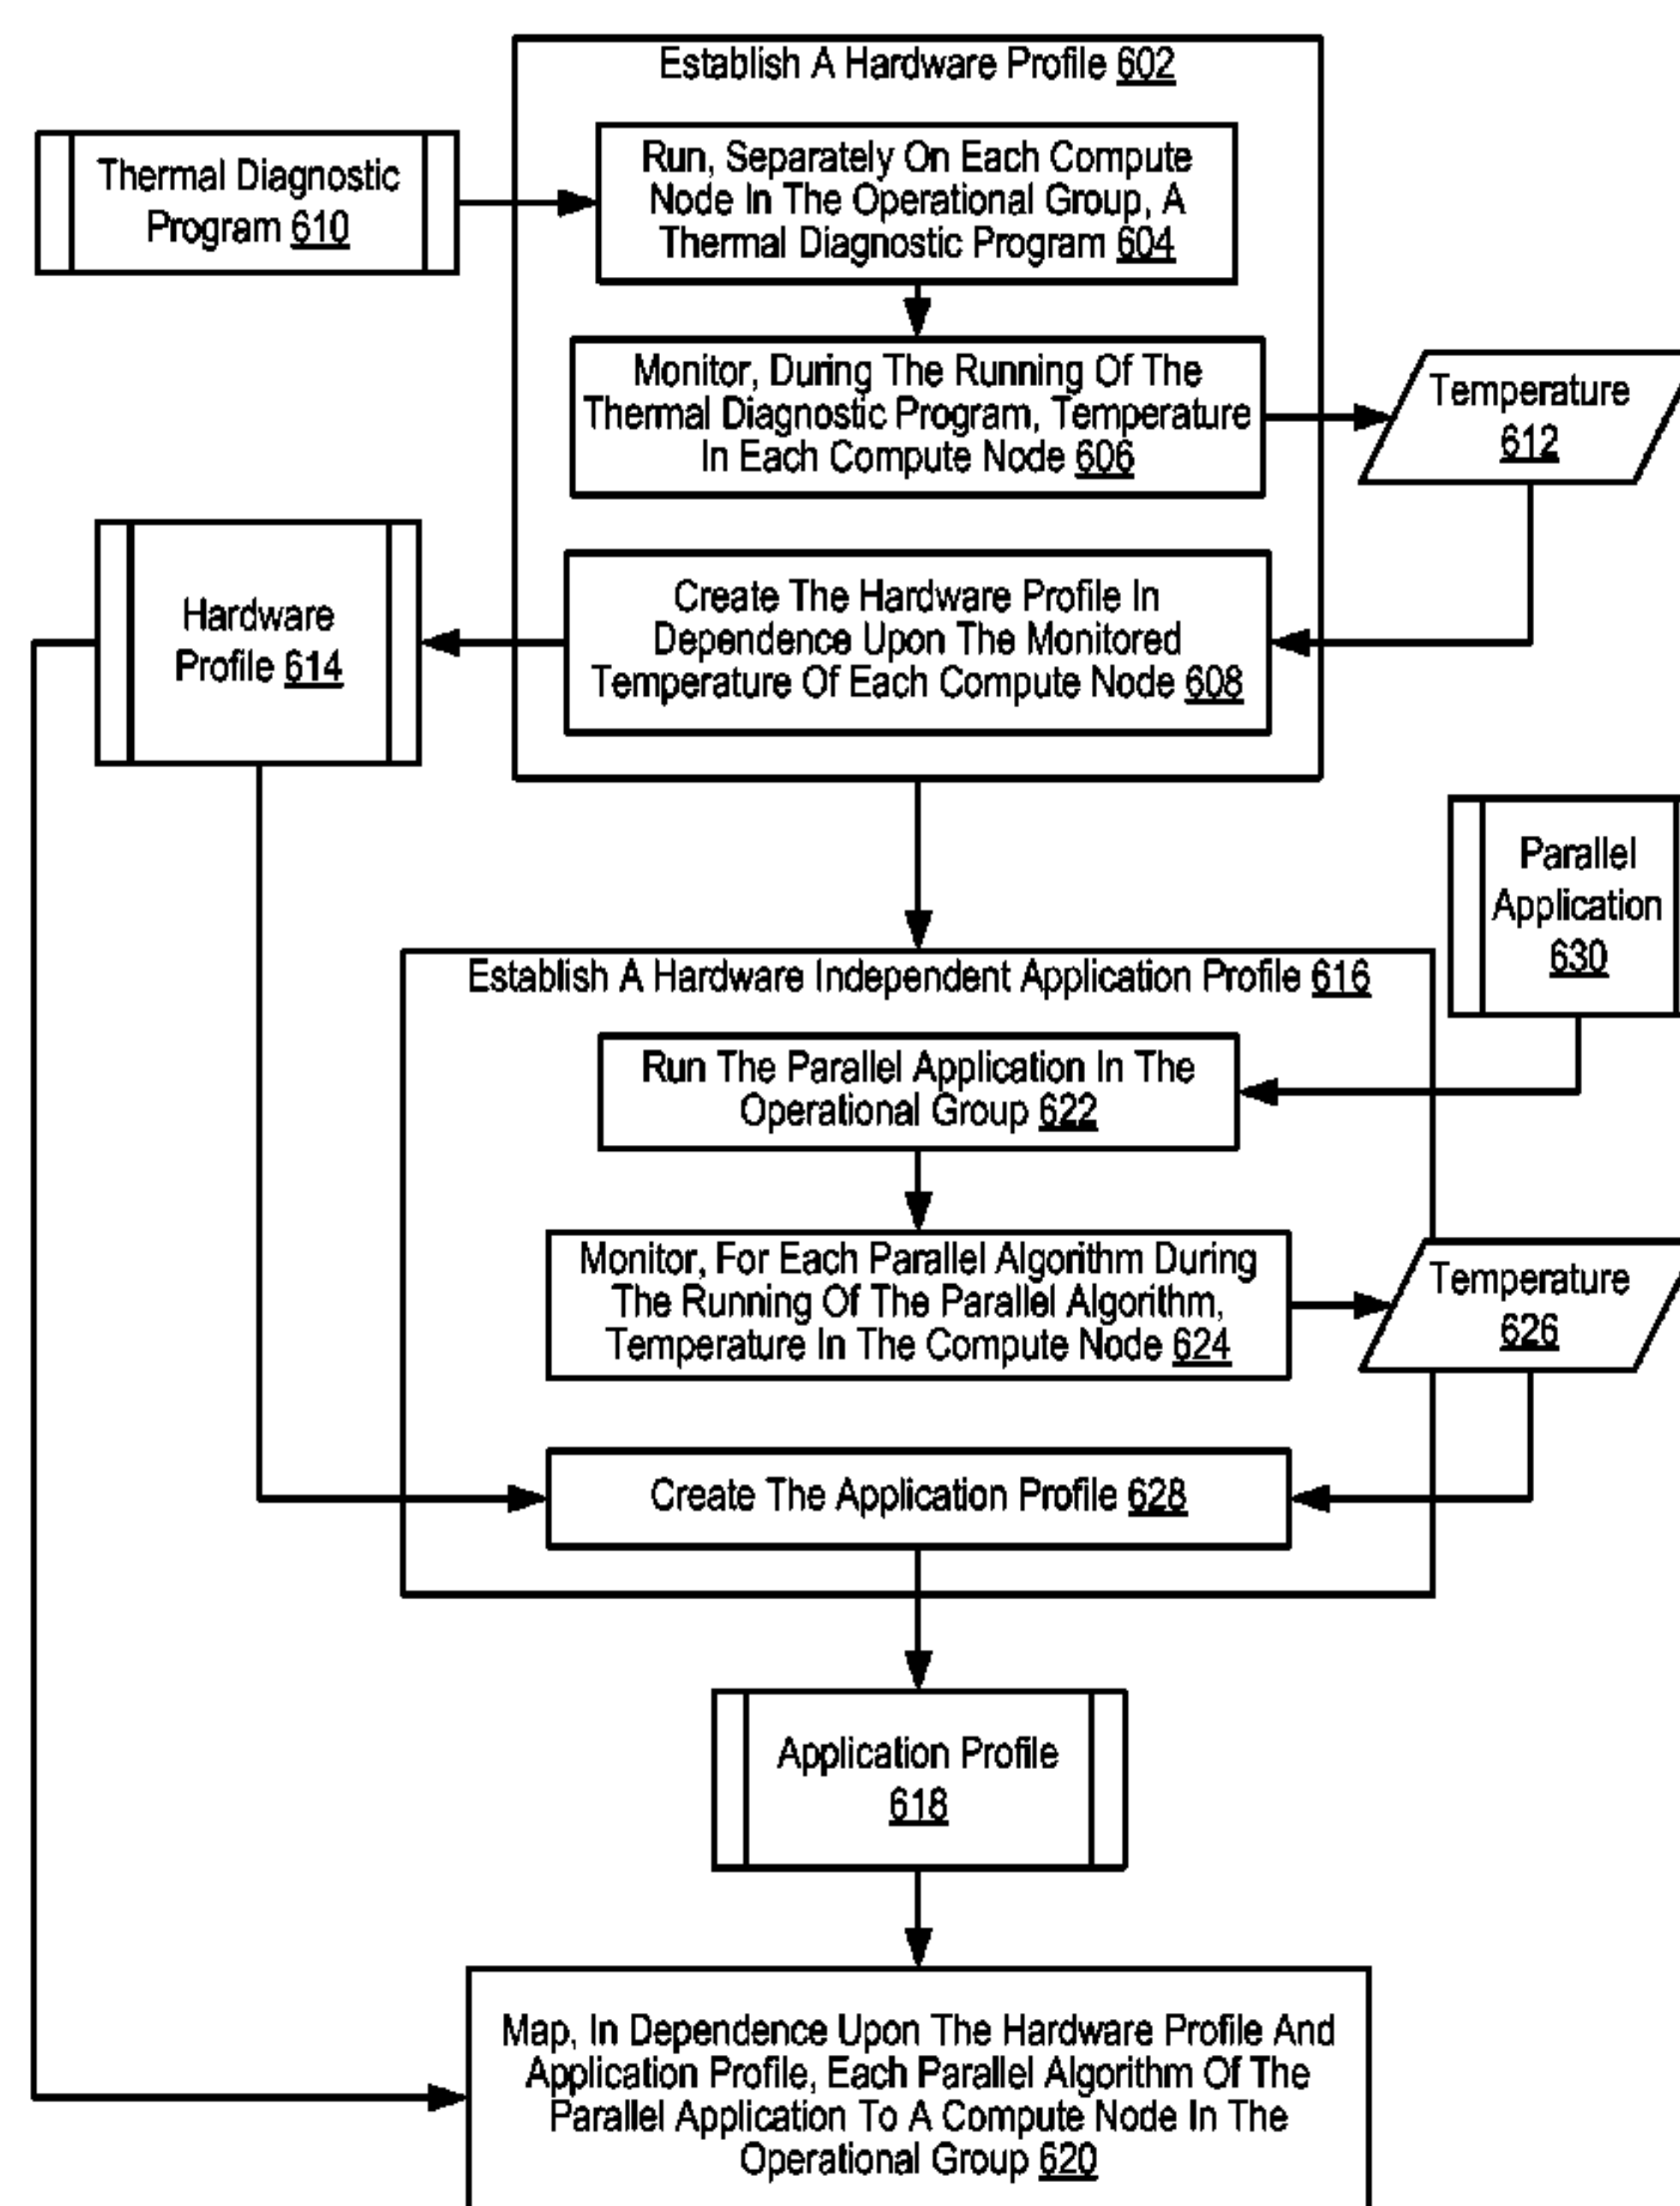 Establish A Hardware Profile 602
Thermal Diagnostic
Program 610
Run, Separately On Each Compute
Node In The Operational Group, A
Thermal Diagnostic Program 604
Monitor, During The Running Of The
Thermal Diagnostic Program, Temperature
In Each Compute Node 606
Temperature
612
Create The Hardware Profile In
Dependence Upon The Monitored
Temperature Of Each Compute Node 608
Hardware
Profile 614
Parallel
Application
630
Establish A Hardware Independent Application Profile 616
Run The Parallel Application In The
Operational Group 622
Monitor, For Each Parallel Algorithm During
The Running Of The Parallel Algorithm,
Temperature In The Compute Node 624
Temperature
626
Create The Application Profile 628
Application Profile
618
Map, In Dependence Upon The Hardware Profile And
Application Profile, Each Parallel Algorithm Of The
Parallel Application To A Compute Node In The
Operational Group 620